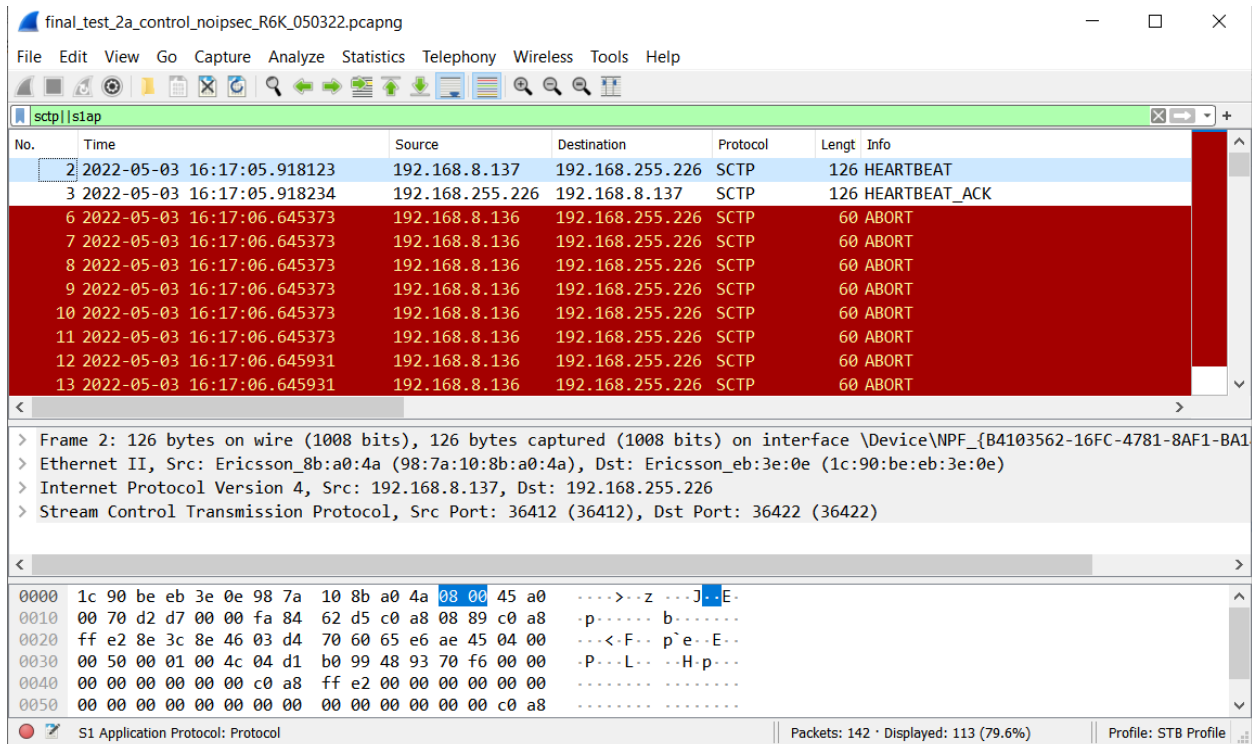 final_test_2a_control_noipsec_R6K_050322.pcapng
File Edit View Go Capture Analyze Statistics Telephony Wireless Tools Help
sctp||s1ap
No. Time Source Destination Protocol Lengt Info
2 2022-05-03 16:17:05.918123 192.168.8.137 192.168.255.226 SCTP 126 HEARTBEAT
3 2022-05-03 16:17:05.918234 192.168.255.226 192.168.8.137 SCTP 126 HEARTBEAT_ACK
6 2022-05-03 16:17:06.645373 192.168.8.136 192.168.255.226 SCTP 60 ABORT
7 2022-05-03 16:17:06.645373 192.168.8.136 192.168.255.226 SCTP 60 ABORT
8 2022-05-03 16:17:06.645373 192.168.8.136 192.168.255.226 SCTP 60 ABORT
9 2022-05-03 16:17:06.645373 192.168.8.136 192.168.255.226 SCTP 60 ABORT
10 2022-05-03 16:17:06.645373 192.168.8.136 192.168.255.226 SCTP 60 ABORT
11 2022-05-03 16:17:06.645373 192.168.8.136 192.168.255.226 SCTP 60 ABORT
12 2022-05-03 16:17:06.645931 192.168.8.136 192.168.255.226 SCTP 60 ABORT
13 2022-05-03 16:17:06.645931 192.168.8.136 192.168.255.226 SCTP 60 ABORT
> Frame 2: 126 bytes on wire (1008 bits), 126 bytes captured (1008 bits) on interface \Device\NPF_{B4103562-16FC-4781-8AF1-BA1
> Ethernet II, Src: Ericsson_8b:a0:4a (98:7a:10:8b:a0:4a), Dst: Ericsson_eb:3e:0e (1c:90:be:eb:3e:0e)
> Internet Protocol Version 4, Src: 192.168.8.137, Dst: 192.168.255.226
> Stream Control Transmission Protocol, Src Port: 36412 (36412), Dst Port: 36422 (36422)
0000 1c 90 be eb 3e 0e 98 7a 10 8b a0 4a 08 00 45 a0 ····>··z ···J··E·
0010 00 70 d2 d7 00 00 fa 84 62 d5 c0 a8 08 89 c0 a8 ·p······ b·······
0020 ff e2 8e 3c 8e 46 03 d4 70 60 65 e6 ae 45 04 00 ···<·F·· p`e··E··
0030 00 50 00 01 00 4c 04 d1 b0 99 48 93 70 f6 00 00 ·P···L·· ··H·p···
0040 00 00 00 00 00 00 c0 a8 ff e2 00 00 00 00 00 00 ········ ········
0050 00 00 00 00 00 00 00 00 00 00 00 00 00 00 c0 a8 ········ ········
S1 Application Protocol: Protocol Packets: 142 · Displayed: 113 (79.6%) Profile: STB Profile